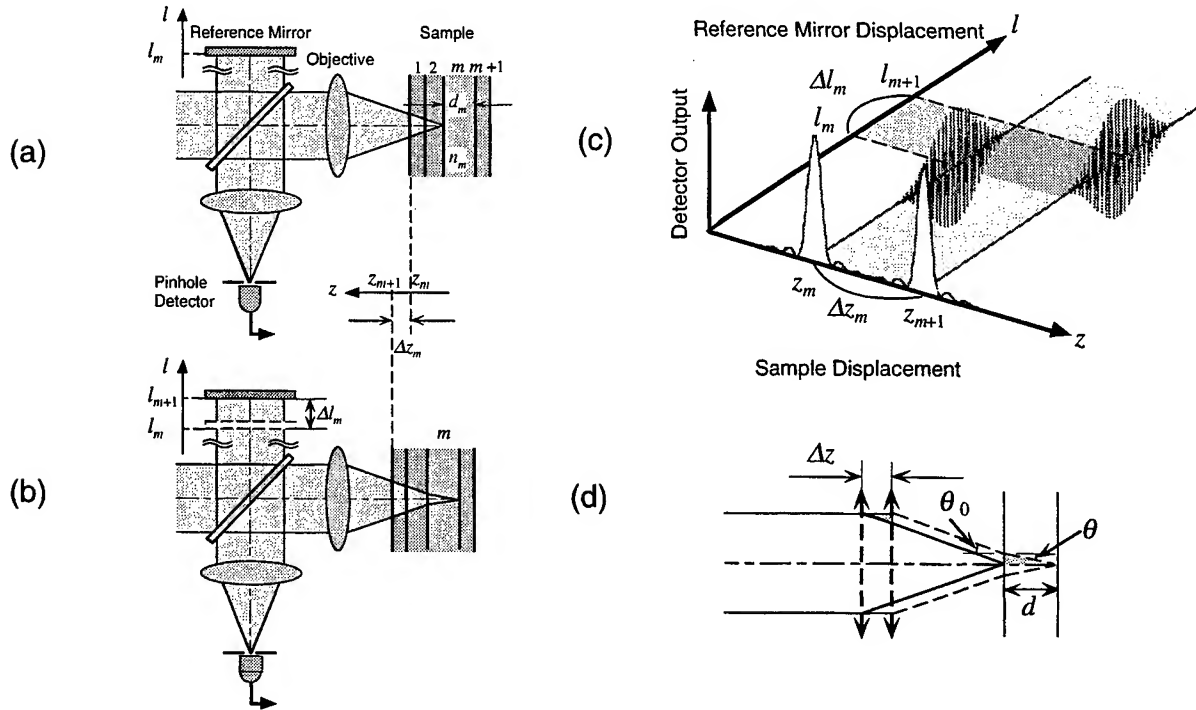 (a)
l
l_m
Reference Mirror
Objective
Sample
1 2 m m+1
d_m
n_m
Pinhole
Detector
z z_{m+1} z_m
Δz_m
(b)
l
l_{m+1}
l_m
Δl_m
m
(c)
Reference Mirror Displacement
l
Δl_m
l_{m+1}
l_m
Detector Output
z_m
Δz_m
z_{m+1}
z
Sample Displacement
(d)
Δz
θ_0
θ
d